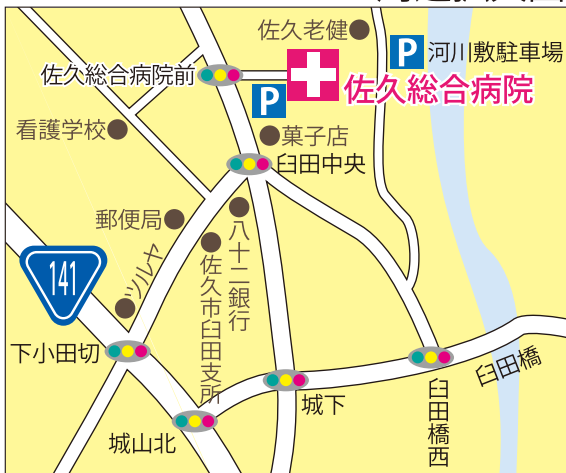 佐久老健
P
河川敷駐車場
佐久総合病院前
P
佐久総合病院
看護学校
菓子店
臼田中央
郵便局
八十二銀行
ツルヤ
佐久市臼田支所
141
下小田切
臼田橋
城下
臼田橋西
城山北